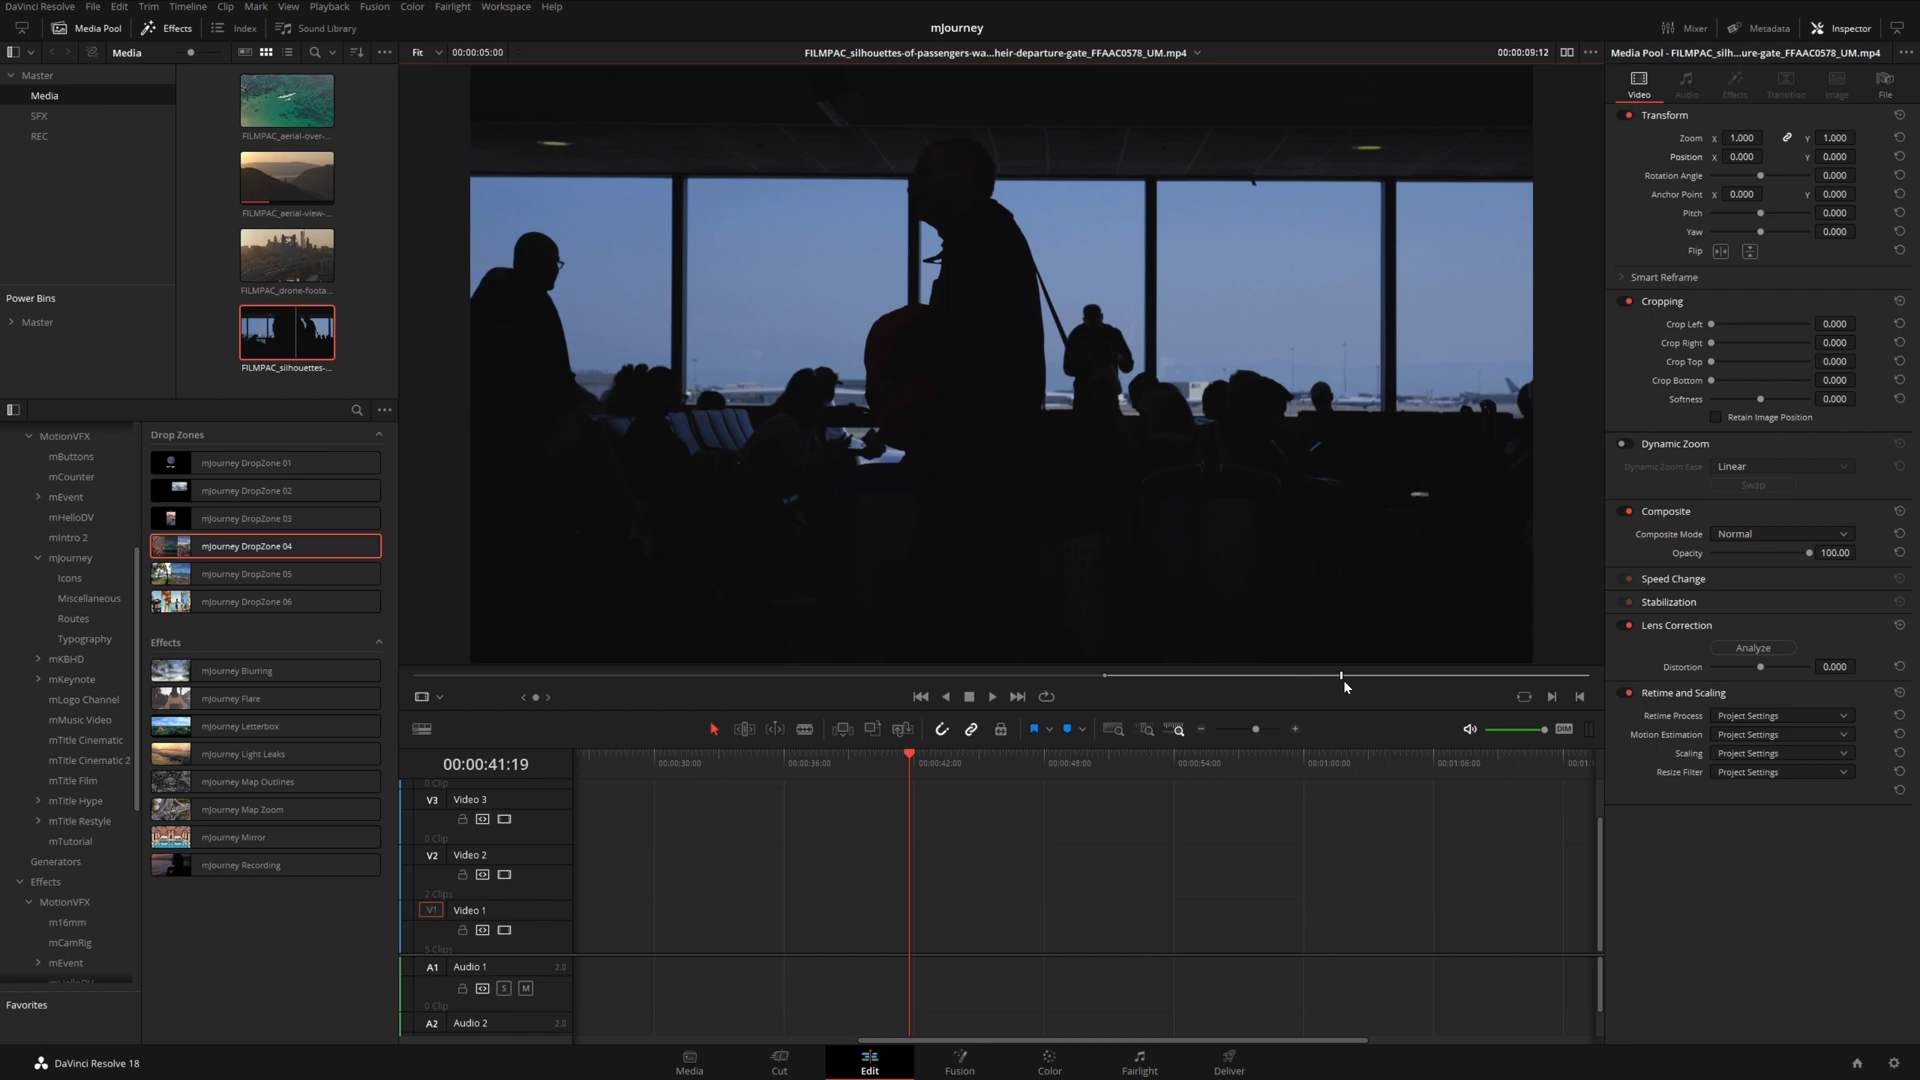 DaVinci Resolve File Edit Trim Timeline Clip Mark View Playback Fusion Color Fairlight Workspace Help
Media Pool Effects Index Sound Library
mJourney
Mixer Metadata Inspector
Media
Fit 00:00:05:00
FILMPAC_silhouettes-of-passengers-wa...heir-departure-gate_FFAAC0578_UM.mp4
00:00:09:12
Media Pool - FILMPAC_silh...ure-gate_FFAAC0578_UM.mp4
Master
Media
SFX
REC
Power Bins
Master
FILMPAC_aerial-over-...
FILMPAC_aerial-view-...
FILMPAC_drone-foota...
FILMPAC_silhouettes-...
Video Audio Effects Transition Image File
Transform
Zoom X 1.000 Y 1.000
Position X 0.000 Y 0.000
Rotation Angle 0.000
Anchor Point X 0.000 Y 0.000
Pitch 0.000
Yaw 0.000
Flip
Smart Reframe
Cropping
Crop Left 0.000
Crop Right 0.000
Crop Top 0.000
Crop Bottom 0.000
Softness 0.000
Retain Image Position
Dynamic Zoom
Dynamic Zoom Ease Linear
Swap
Composite
Composite Mode Normal
Opacity 100.00
Speed Change
Stabilization
Lens Correction
Analyze
Distortion 0.000
Retime and Scaling
Retime Process Project Settings
Motion Estimation Project Settings
Scaling Project Settings
Resize Filter Project Settings
MotionVFX
mButtons
mCounter
mEvent
mHelloDV
mIntro 2
mJourney
Icons
Miscellaneous
Routes
Typography
mKBHD
mKeynote
mLogo Channel
mMusic Video
mTitle Cinematic
mTitle Cinematic 2
mTitle Film
mTitle Hype
mTitle Restyle
mTutorial
Generators
Effects
MotionVFX
m16mm
mCamRig
mEvent
mHelloDV
Favorites
Drop Zones
mJourney DropZone 01
mJourney DropZone 02
mJourney DropZone 03
mJourney DropZone 04
mJourney DropZone 05
mJourney DropZone 06
Effects
mJourney Blurring
mJourney Flare
mJourney Letterbox
mJourney Light Leaks
mJourney Map Outlines
mJourney Map Zoom
mJourney Mirror
mJourney Recording
DIM
00:00:41:19
00:00:30:00 00:00:36:00 00:00:42:00 00:00:48:00 00:00:54:00 00:01:00:00 00:01:06:00 00:01:
0 Clip
V3 Video 3
0 Clip
V2 Video 2
2 Clips
V1 Video 1
5 Clips
A1 Audio 1 2.0
S M
0 Clip
A2 Audio 2 2.0
DaVinci Resolve 18
Media Cut Edit Fusion Color Fairlight Deliver